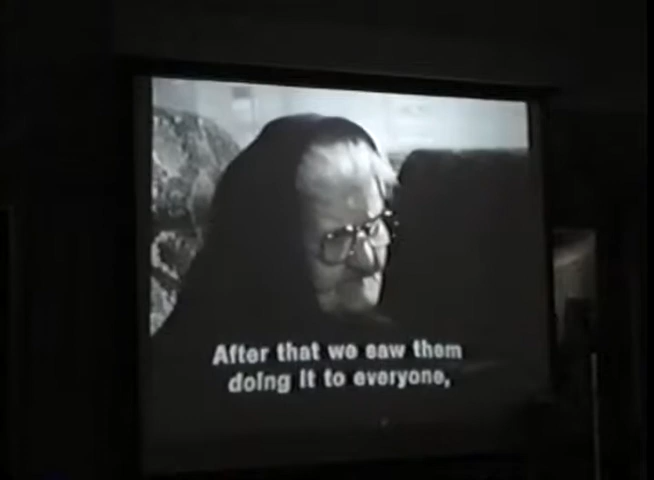 After that we saw them
doing it to everyone,